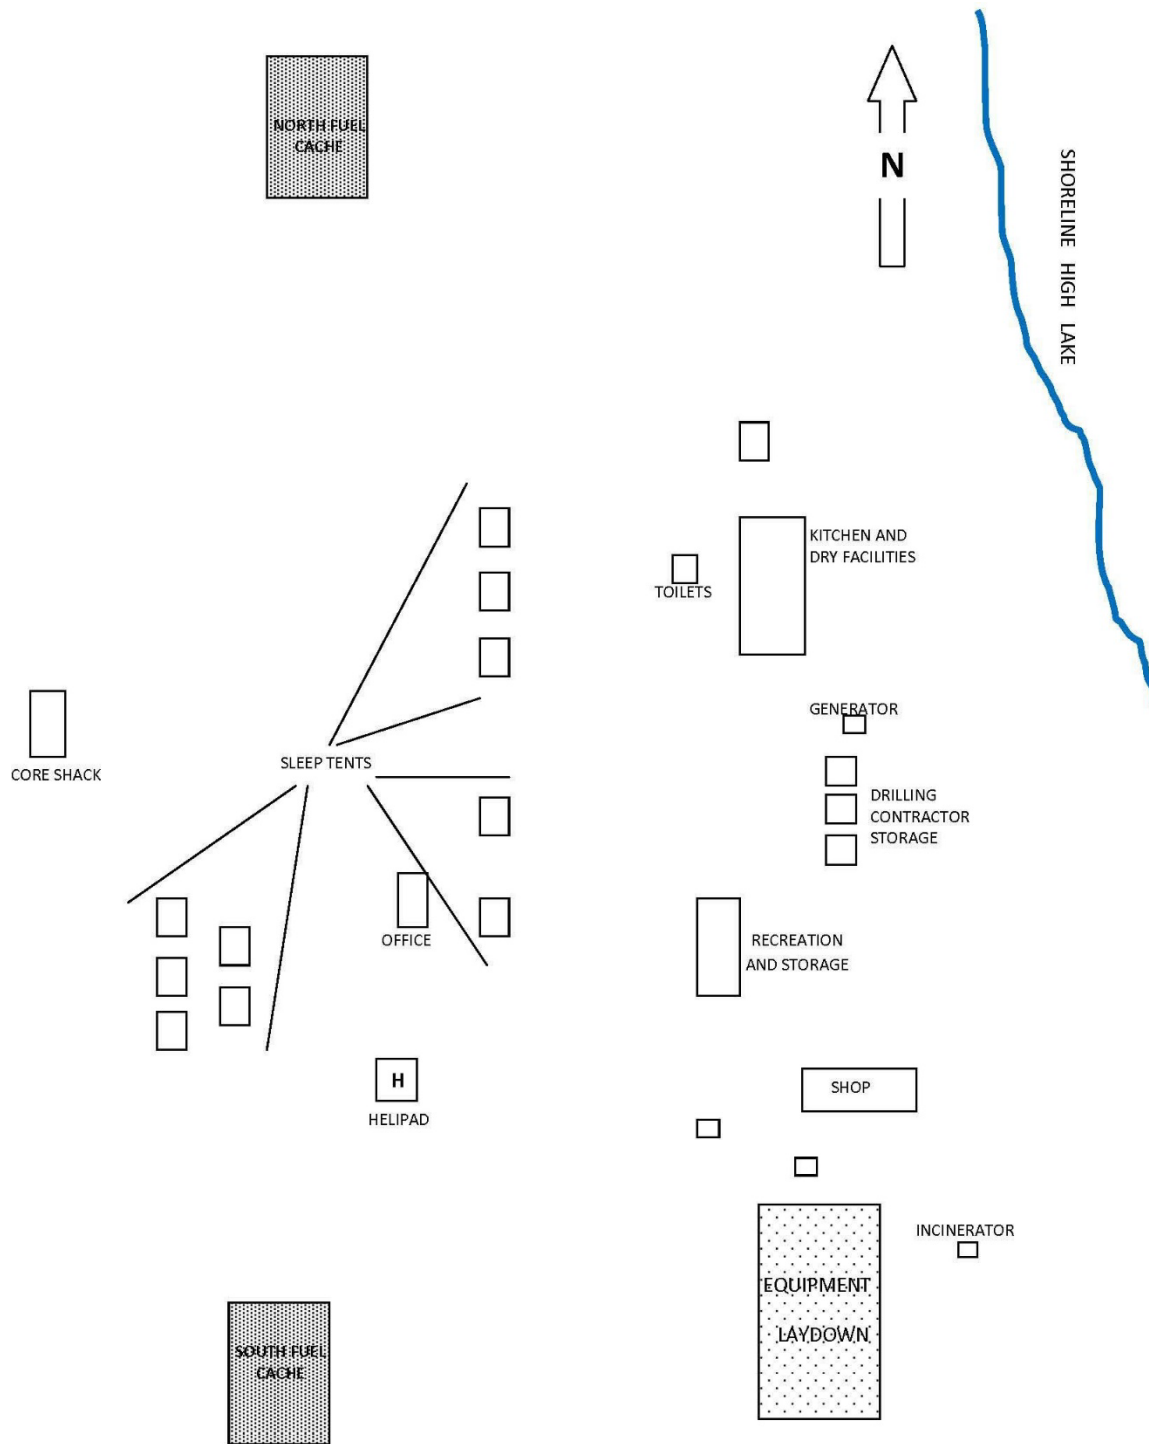 NORTH FUEL
CACHE
N
SHORELINE HIGH LAKE
KITCHEN AND
DRY FACILITIES
TOILETS
GENERATOR
CORE SHACK
SLEEP TENTS
DRILLING
CONTRACTOR
STORAGE
OFFICE
RECREATION
AND STORAGE
H
HELIPAD
SHOP
INCINERATOR
EQUIPMENT
LAYDOWN
SOUTH FUEL
CACHE